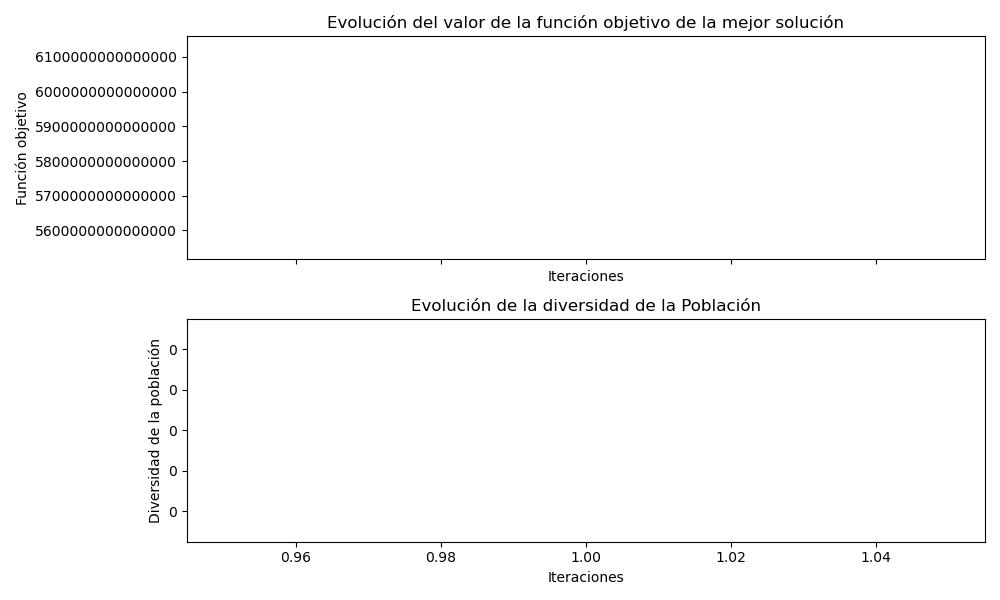 Evolución del valor de la función objetivo de la mejor solución
6100000000000000
6000000000000000
5900000000000000
5800000000000000
5700000000000000
5600000000000000
Función objetivo
Iteraciones
Evolución de la diversidad de la Población
0
0
0
0
0
Diversidad de la población
0.96 0.98 1.00 1.02 1.04
Iteraciones